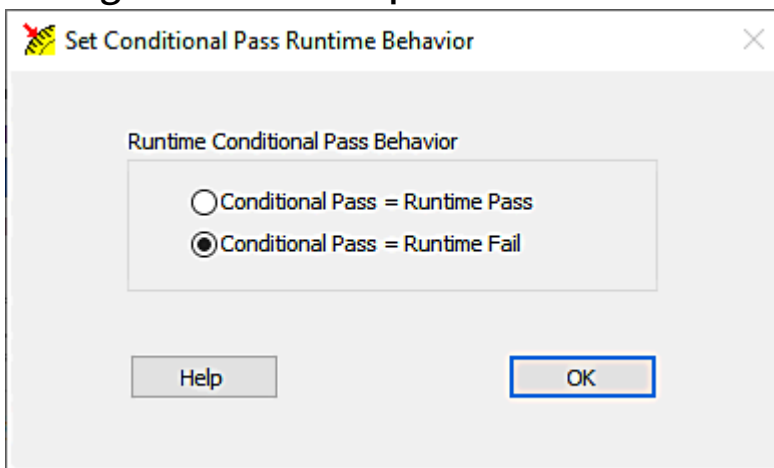 Set Conditional Pass Runtime Behavior
Runtime Conditional Pass Behavior
Conditional Pass = Runtime Pass
Conditional Pass = Runtime Fail
Help
OK